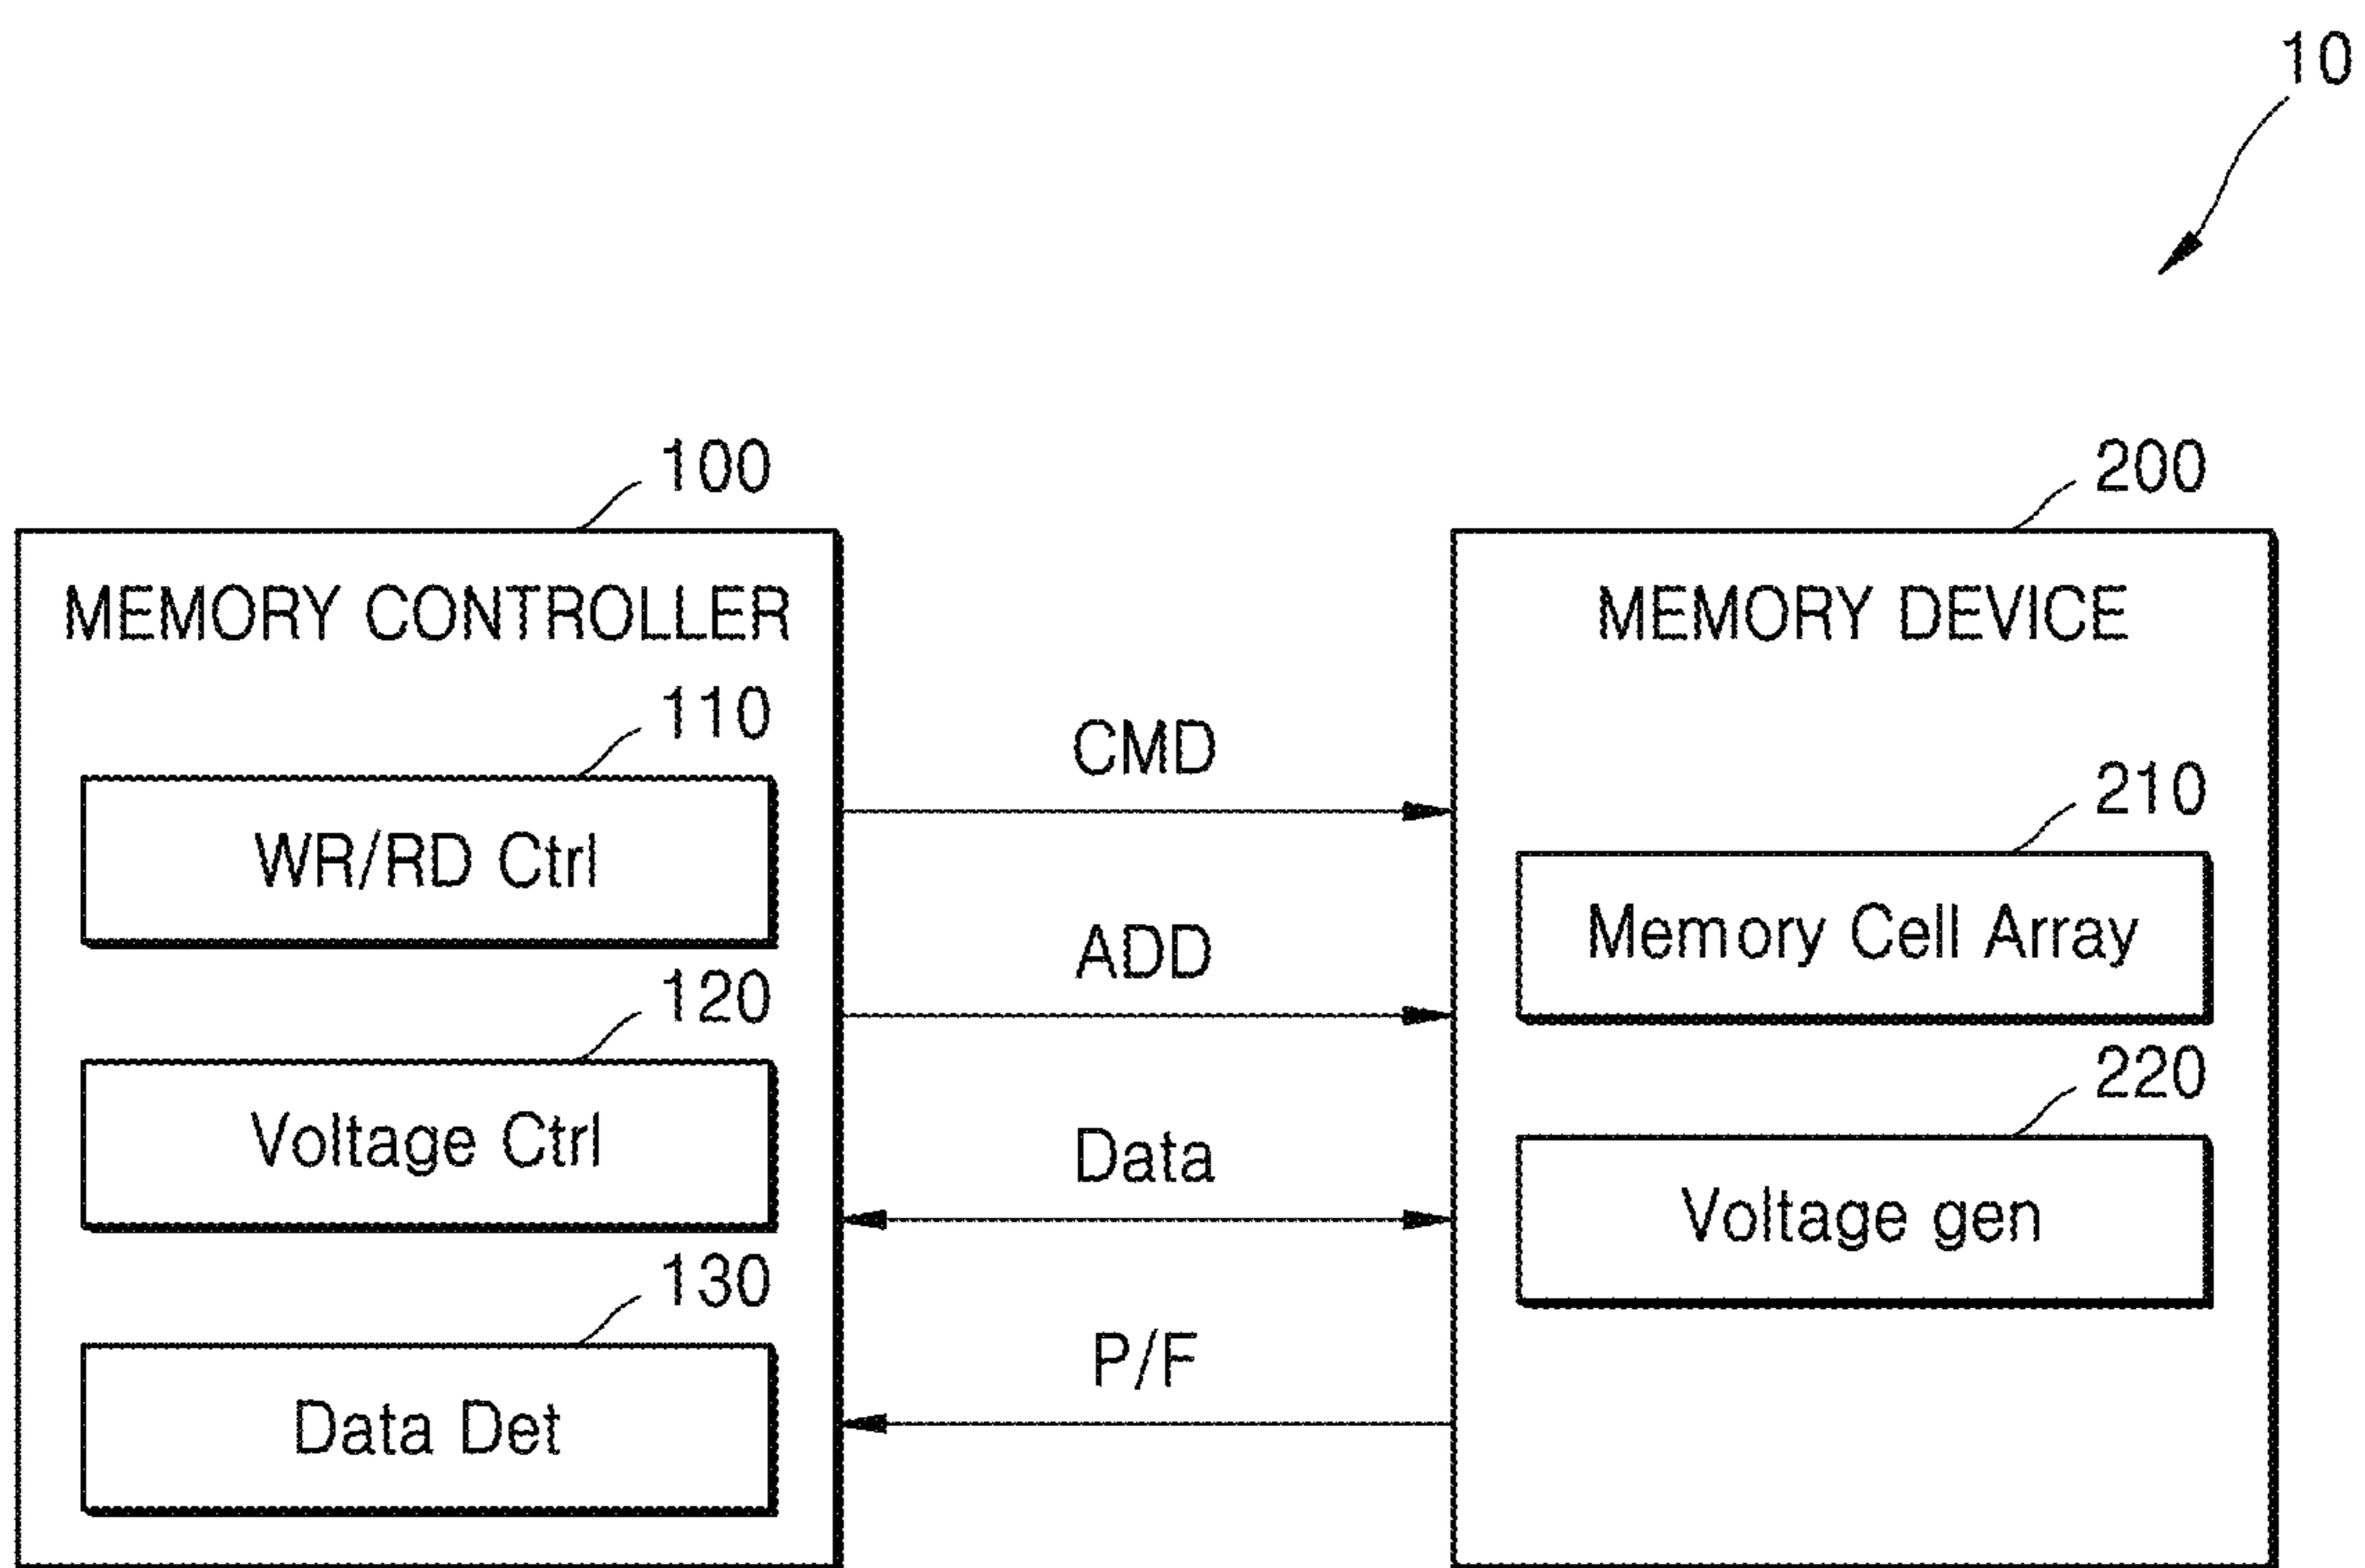 10
100
200
MEMORY CONTROLLER
MEMORY DEVICE
110
WR/RD Ctrl
120
Voltage Ctrl
130
Data Det
CMD
ADD
Data
P/F
210
Memory Cell Array
220
Voltage gen